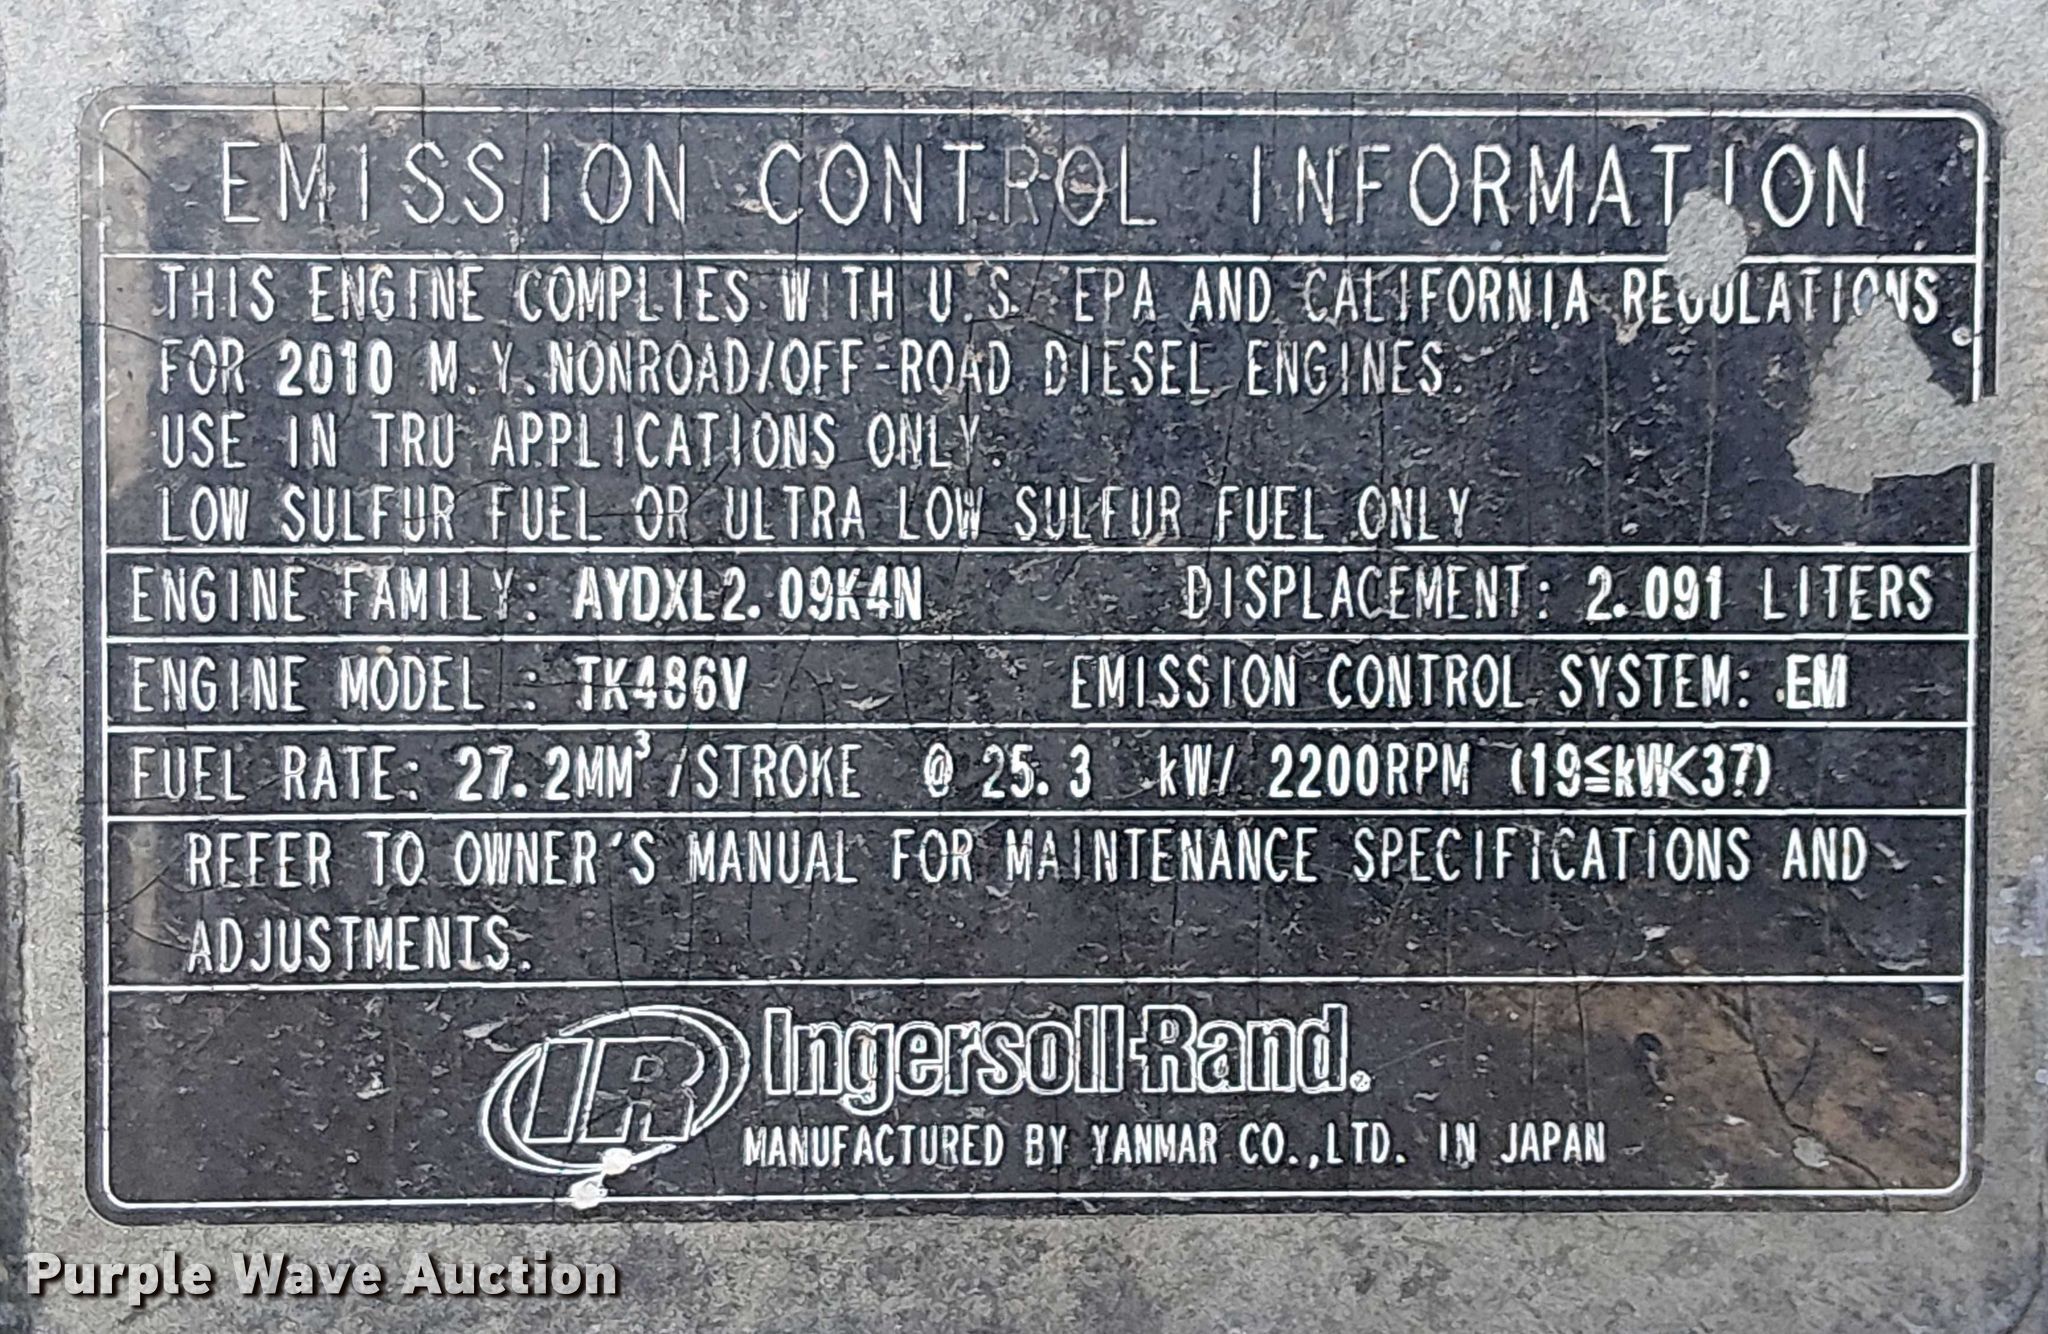 EMISSION CONTROL INFORMATION
THIS ENGINE COMPLIES WITH U.S. EPA AND CALIFORNIA REGULATIONS
FOR 2010 M.Y. NONROAD/OFF-ROAD DIESEL ENGINES.
USE IN TRU APPLICATIONS ONLY.
LOW SULFUR FUEL OR ULTRA LOW SULFUR FUEL ONLY
ENGINE FAMILY: AYDXL2.09K4N DISPLACEMENT: 2.091 LITERS
ENGINE MODEL : TK486V EMISSION CONTROL SYSTEM: EM
FUEL RATE: 27.2MM³/STROKE @ 25.3 kW/ 2200RPM (19≦kW<37)
REFER TO OWNER'S MANUAL FOR MAINTENANCE SPECIFICATIONS AND
ADJUSTMENTS.
IR Ingersoll-Rand.
MANUFACTURED BY YANMAR CO.,LTD. IN JAPAN
Purple Wave Auction